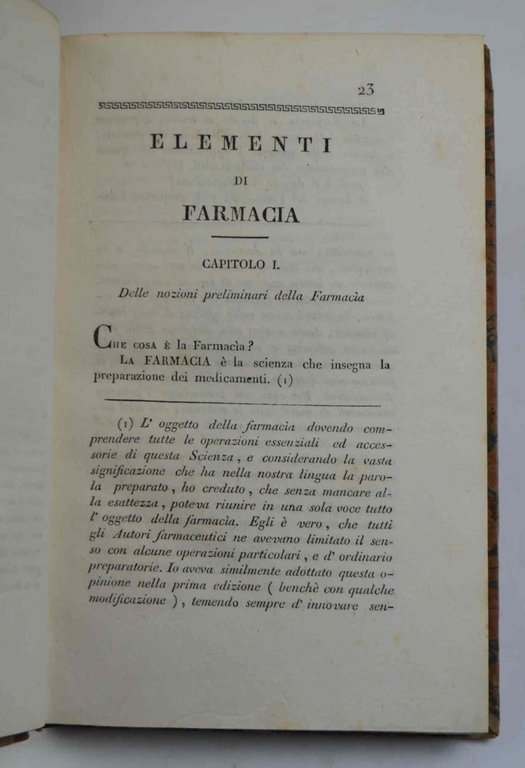 23
ELEMENTI
DI
FARMACIA
CAPITOLO I.
Delle nozioni preliminari della Farmacìa
CHE COSA È la Farmacìa?
LA FARMACIA è la scienza che insegna la
preparazione dei medicamenti. (1)
(1) L' oggetto della farmacìa dovendo com-
prendere tutte le operazioni essenziali ed acces-
sorie di questa Scienza, e considerando la vasta
significazione che ha nella nostra lingua la paro-
la preparato, ho creduto, che senza mancare al-
la esattezza, poteva riunire in una sola voce tutto
l' oggetto della farmacìa. Egli è vero, che tutti
gli Autori farmaceutici ne avevano limitato il sen-
so con alcune operazioni particolari, e d' ordinario
preparatorie. Io aveva similmente adottato questa o-
pinione nella prima edizione ( benchè con qualche
modificazione ), temendo sempre d' innovare sen-